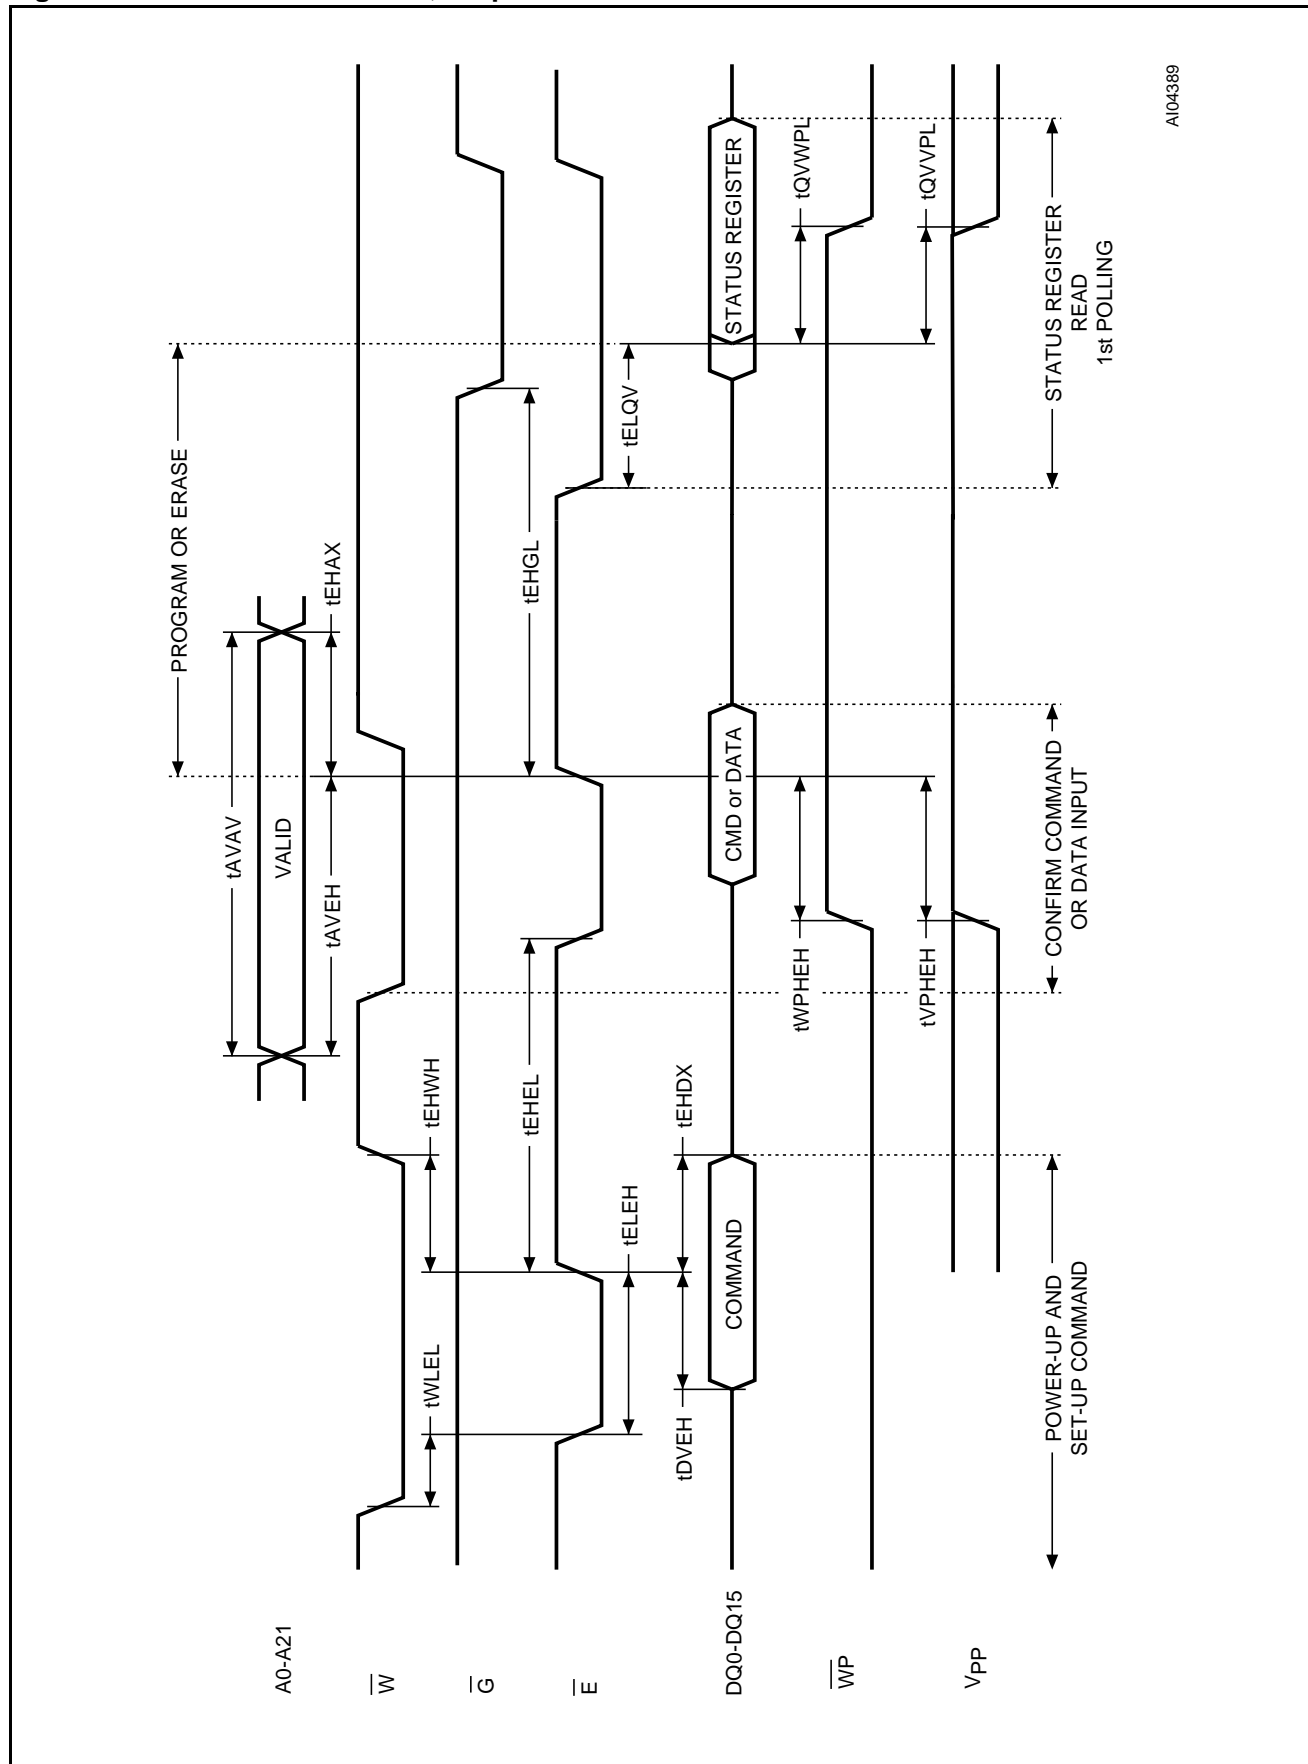 PROGRAM OR ERASE
A0-A21
VALID
tAVAV
tAVEH
tEHAX
W
tWLEL
tEHWH
G
tEHEL
tEHGL
E
tELEH
tELQV
tDVEH
tEHDX
DQ0-DQ15
COMMAND
CMD or DATA
STATUS REGISTER
tWPHEH
tQVWPL
WP
tVPHEH
tQVVPL
VPP
POWER-UP AND
SET-UP COMMAND
CONFIRM COMMAND
OR DATA INPUT
STATUS REGISTER
READ
1st POLLING
AI04389